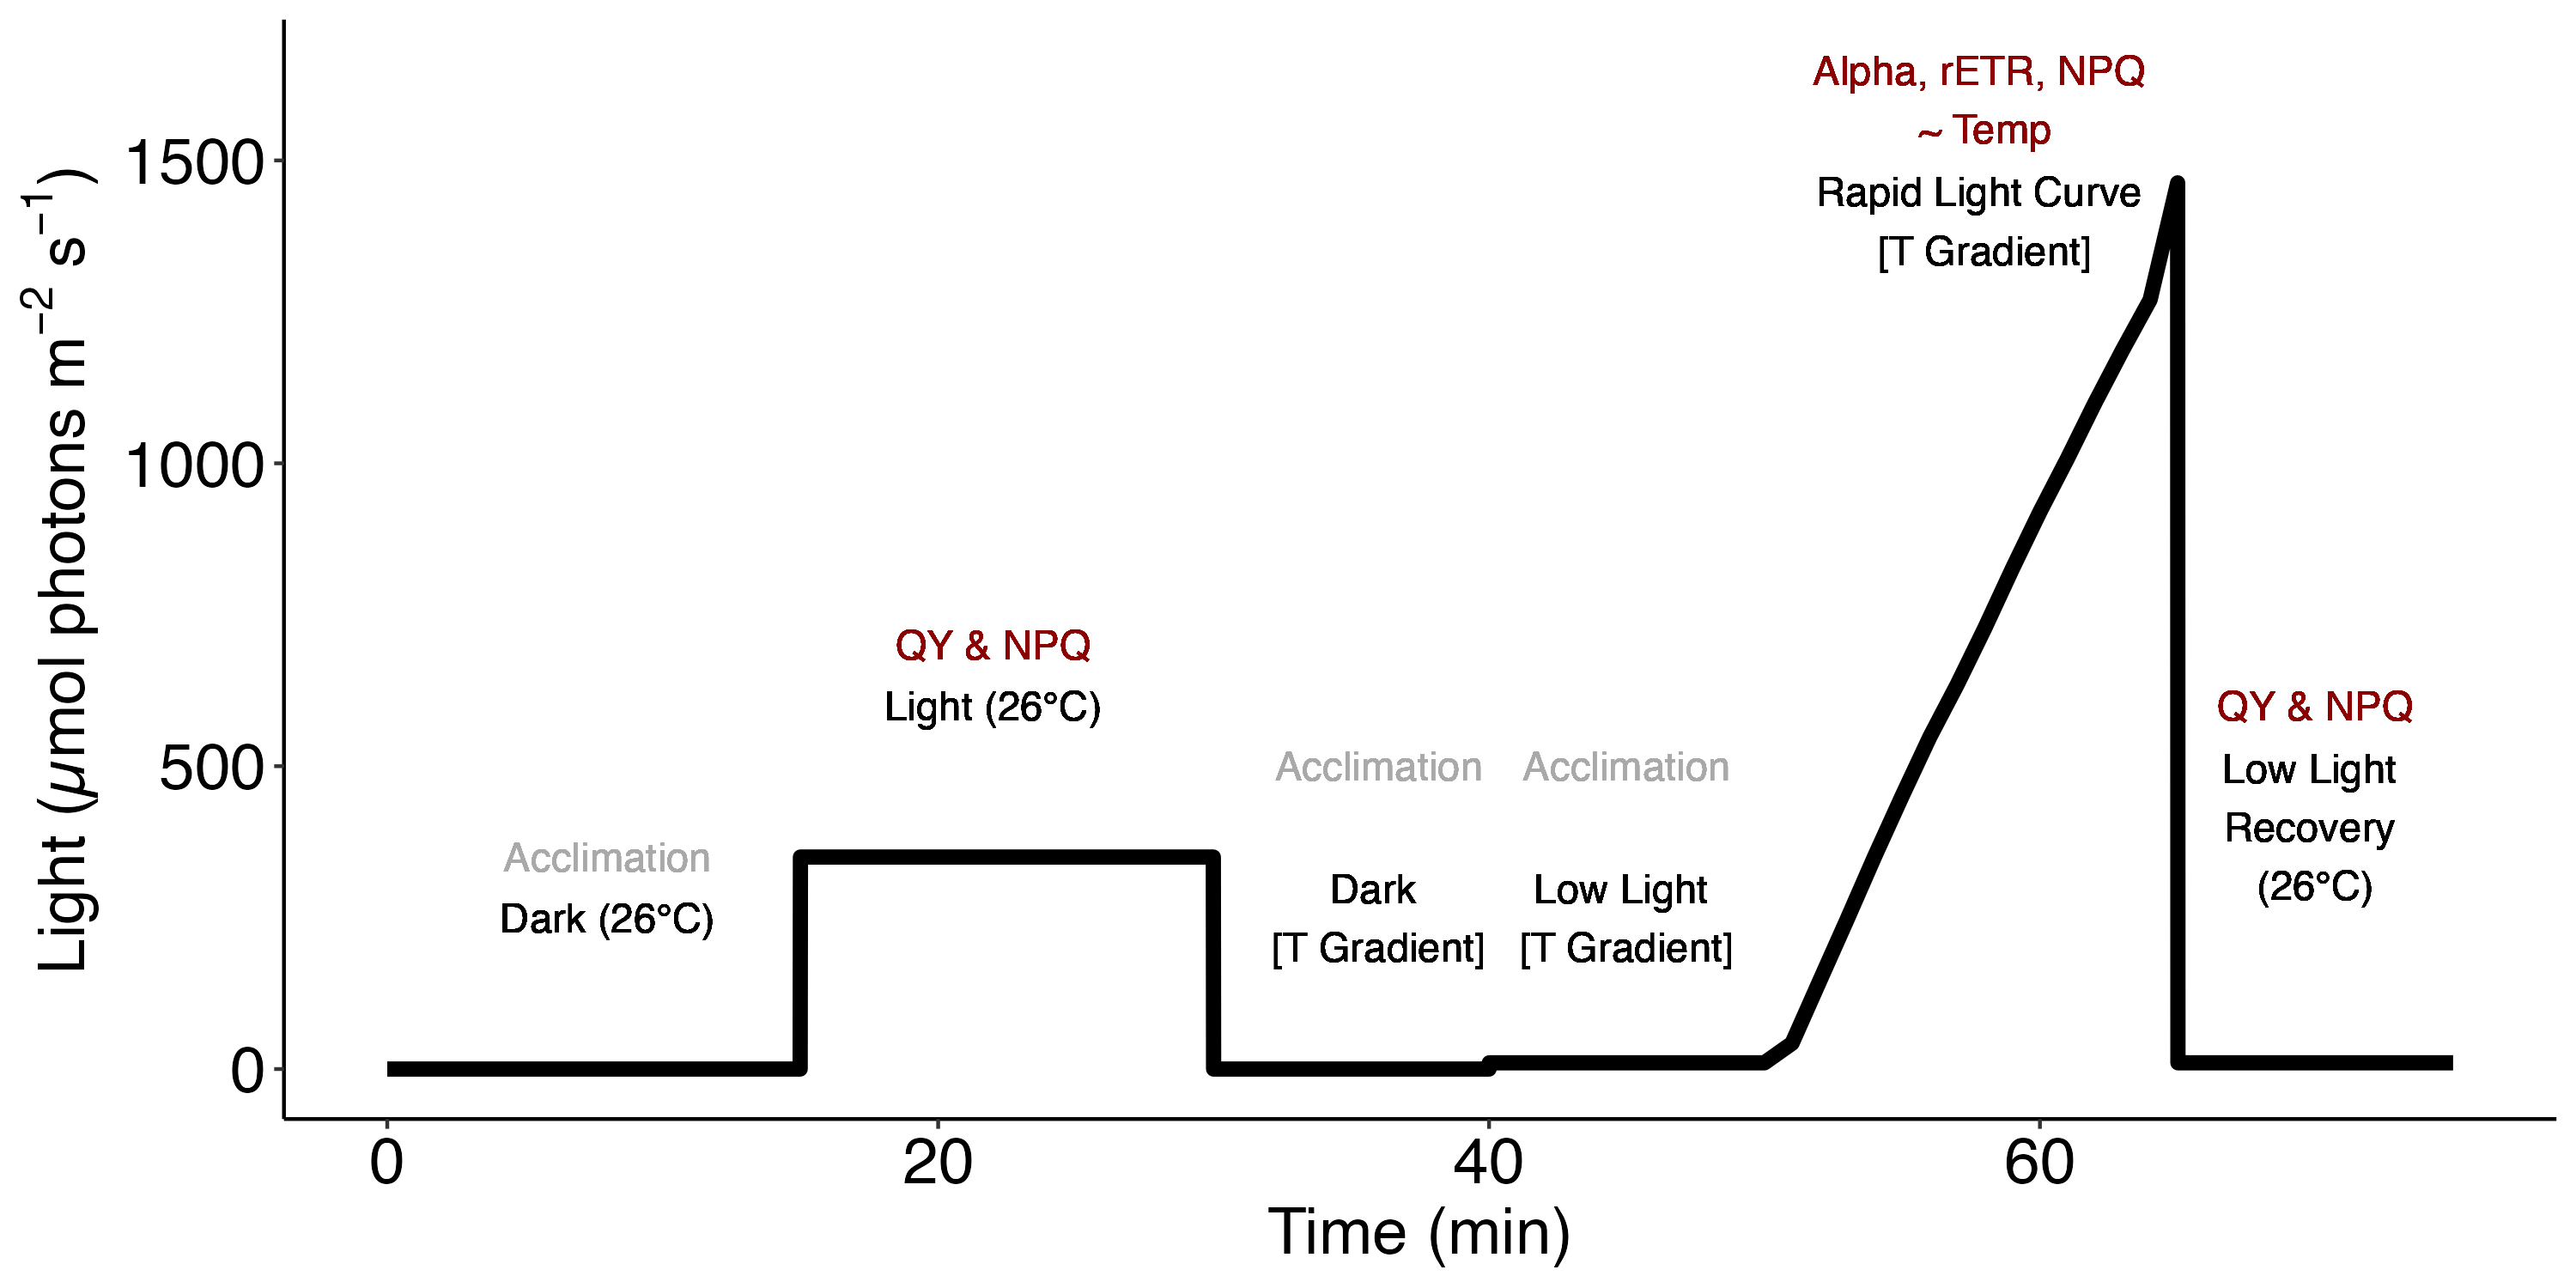 Alpha, rETR, NPQ
~ Temp
Rapid Light Curve
[T Gradient]
QY & NPQ
Light (26°C)
QY & NPQ
Low Light
Recovery
(26°C)
Acclimation
Acclimation
Acclimation
Dark (26°C)
Dark
[T Gradient]
Low Light
[T Gradient]
1500
1000
500
0
Light (μmol photons m⁻² s⁻¹)
0
20
40
60
Time (min)